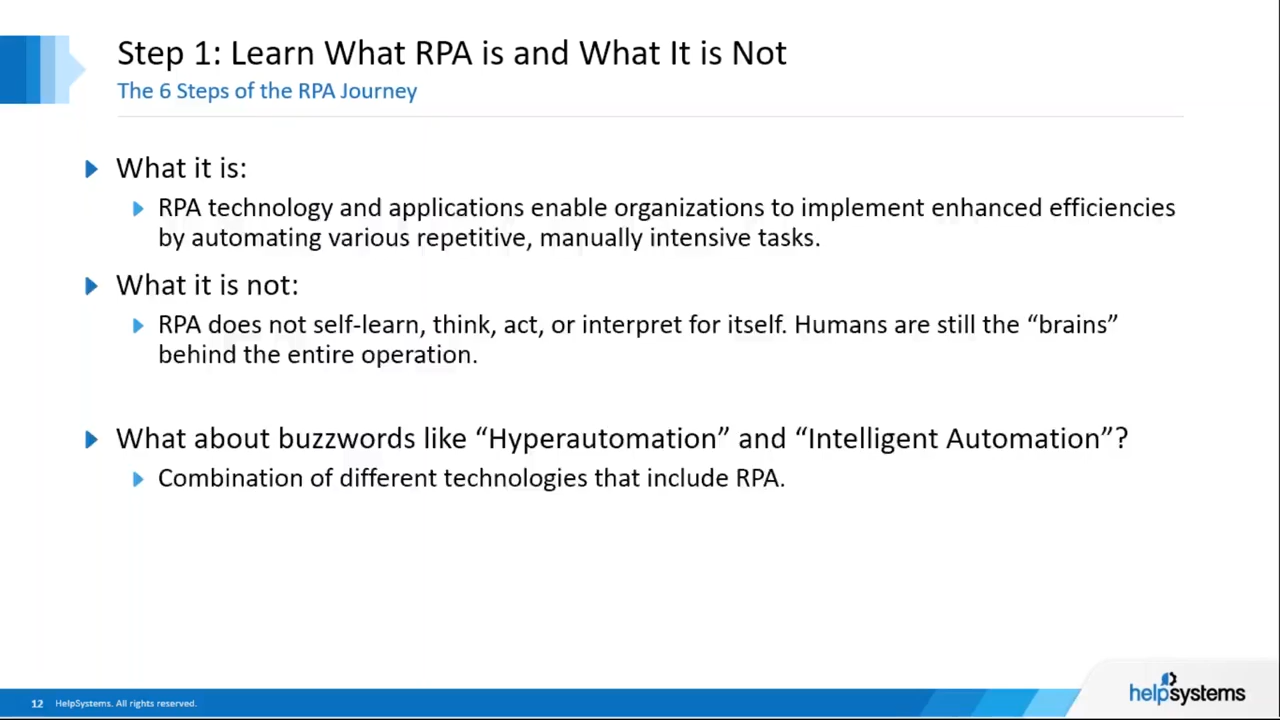 Step 1: Learn What RPA is and What It is Not
The 6 Steps of the RPA Journey
What it is:
RPA technology and applications enable organizations to implement enhanced efficiencies
by automating various repetitive, manually intensive tasks.
What it is not:
RPA does not self-learn, think, act, or interpret for itself. Humans are still the “brains”
behind the entire operation.
What about buzzwords like “Hyperautomation” and “Intelligent Automation”?
Combination of different technologies that include RPA.
12 HelpSystems. All rights reserved.
helpsystems